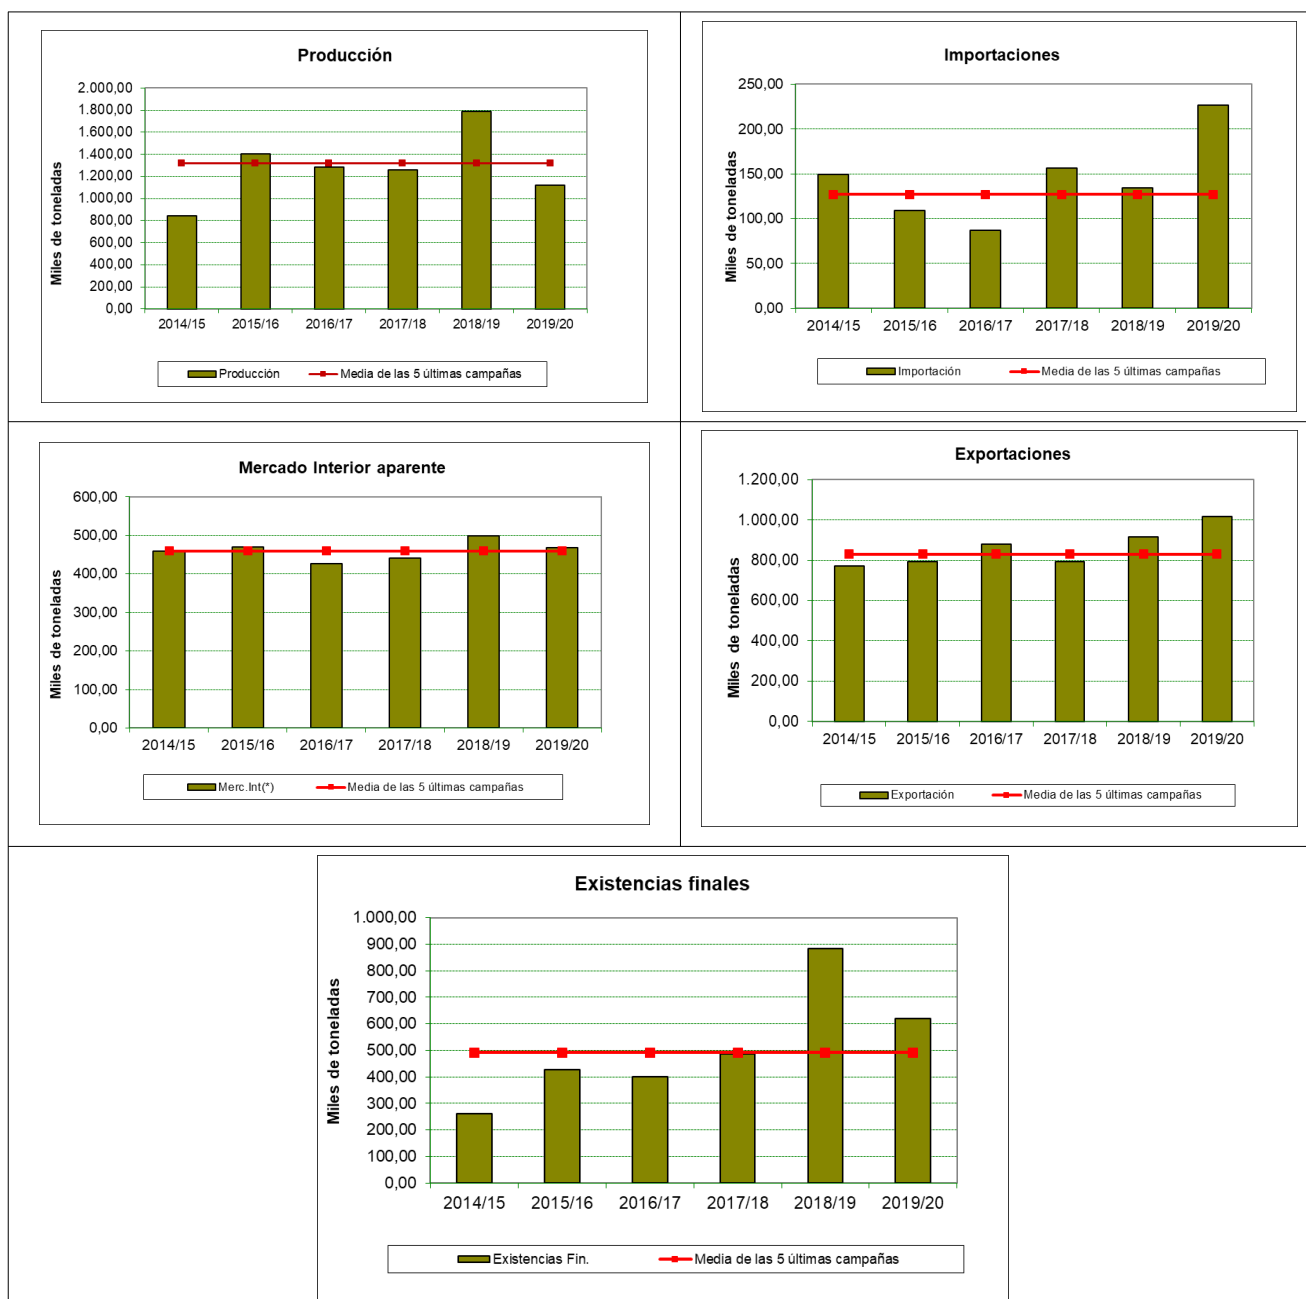 Producción
Miles de toneladas
2.000,00
1.800,00
1.600,00
1.400,00
1.200,00
1.000,00
800,00
600,00
400,00
200,00
0,00
2014/15 2015/16 2016/17 2017/18 2018/19 2019/20
Producción Media de las 5 últimas campañas
Importaciones
Miles de toneladas
250,00
200,00
150,00
100,00
50,00
0,00
2014/15 2015/16 2016/17 2017/18 2018/19 2019/20
Importación Media de las 5 últimas campañas
Mercado Interior aparente
Miles de toneladas
600,00
500,00
400,00
300,00
200,00
100,00
0,00
2014/15 2015/16 2016/17 2017/18 2018/19 2019/20
Merc.Int(*) Media de las 5 últimas campañas
Exportaciones
Miles de toneladas
1.200,00
1.000,00
800,00
600,00
400,00
200,00
0,00
2014/15 2015/16 2016/17 2017/18 2018/19 2019/20
Exportación Media de las 5 últimas campañas
Existencias finales
Miles de toneladas
1.000,00
900,00
800,00
700,00
600,00
500,00
400,00
300,00
200,00
100,00
0,00
2014/15 2015/16 2016/17 2017/18 2018/19 2019/20
Existencias Fin. Media de las 5 últimas campañas